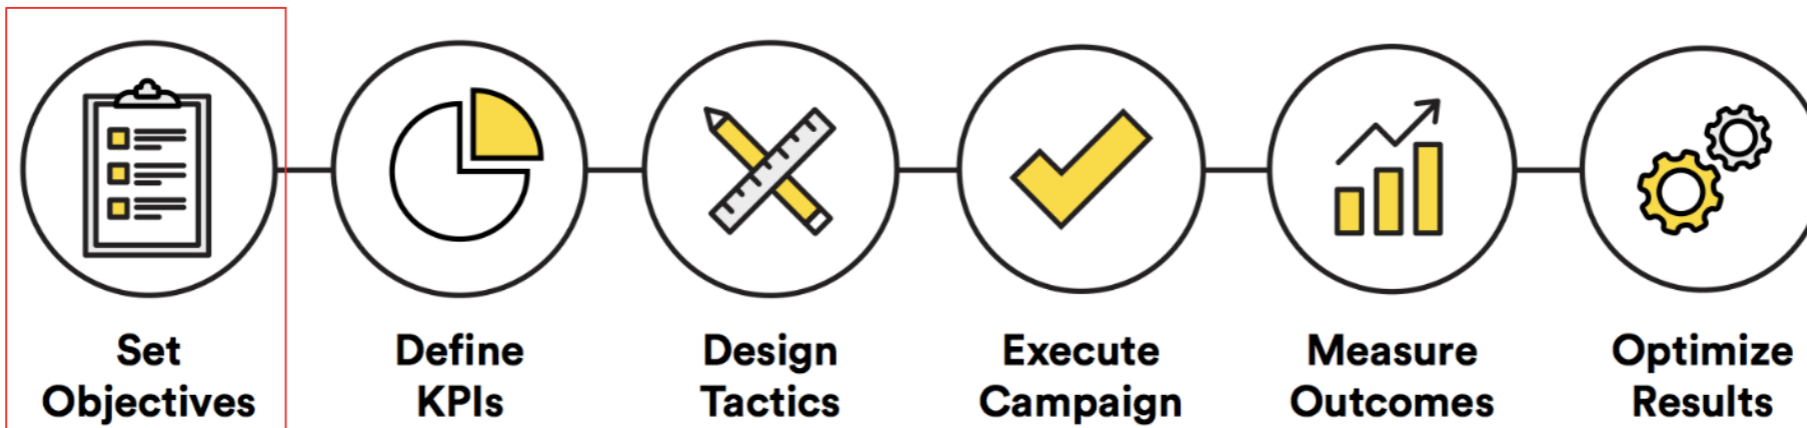 Set
Objectives
Define
KPIs
Design
Tactics
Execute
Campaign
Measure
Outcomes
Optimize
Results